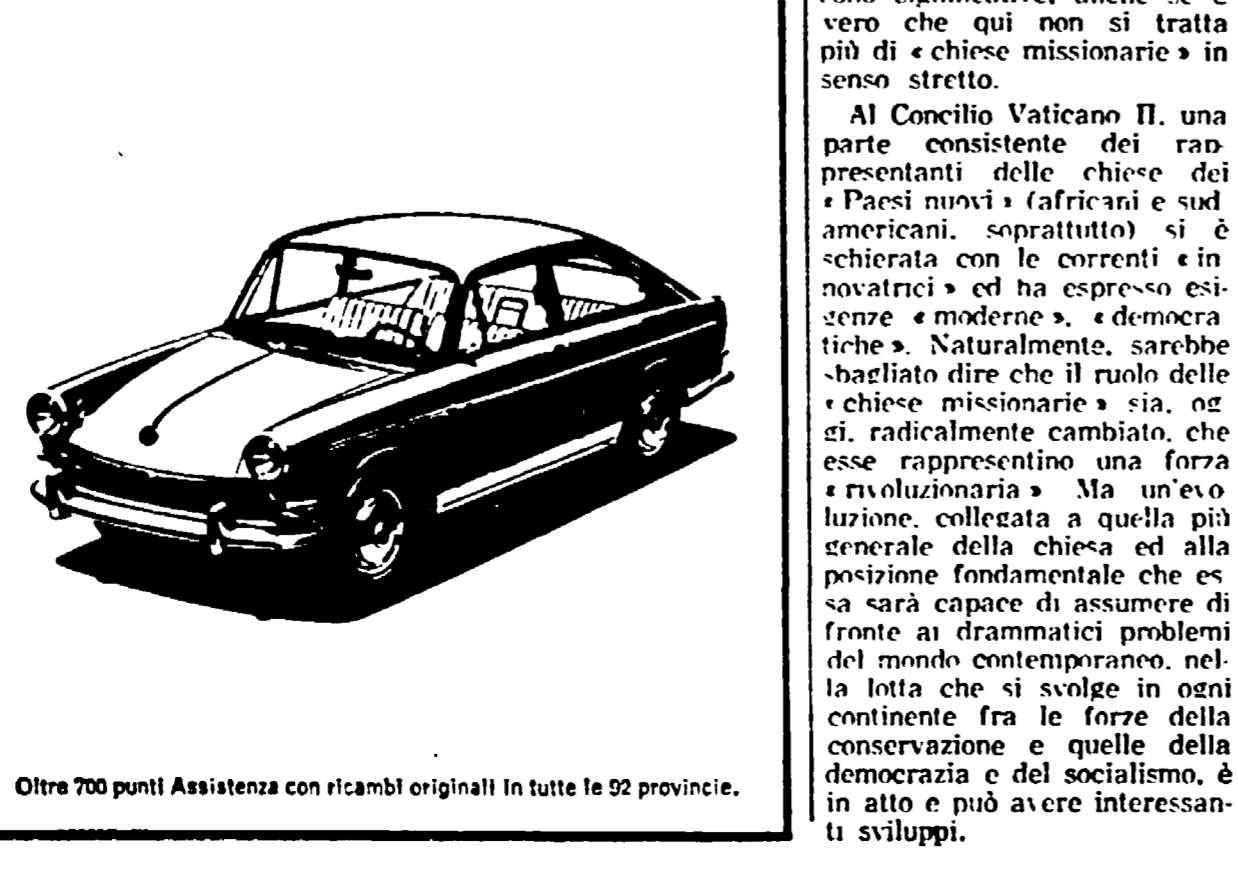 vero che qui non si tratta
più di « chiese missionarie » in
senso stretto.
Al Concilio Vaticano II. una
parte consistente dei rap-
presentanti delle chiese dei
« Paesi nuovi » (africani e sud
americani. soprattutto) si è
schierata con le correnti « in
novatrici » ed ha espresso esi-
genze « moderne ». « democra
tiche ». Naturalmente. sarebbe
sbagliato dire che il ruolo delle
« chiese missionarie » sia. og
gi. radicalmente cambiato. che
esse rappresentino una forza
« rivoluzionaria » Ma un'evo
luzione. collegata a quella più
generale della chiesa ed alla
posizione fondamentale che es
sa sarà capace di assumere di
fronte ai drammatici problemi
del mondo contemporaneo. nel-
la lotta che si svolge in ogni
continente fra le forze della
conservazione e quelle della
democrazia e del socialismo. è
in atto e può avere interessan-
ti sviluppi.
Oltre 700 punti Assistenza con ricambi originali in tutte le 92 provincie.